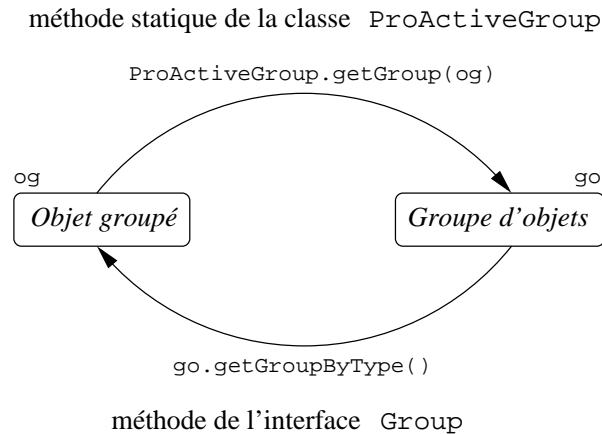 méthode statique de la classe ProActiveGroup
ProActiveGroup.getGroup(og)
og
go
Objet groupé
Groupe d'objets
go.getGroupByType()
méthode de l'interface Group